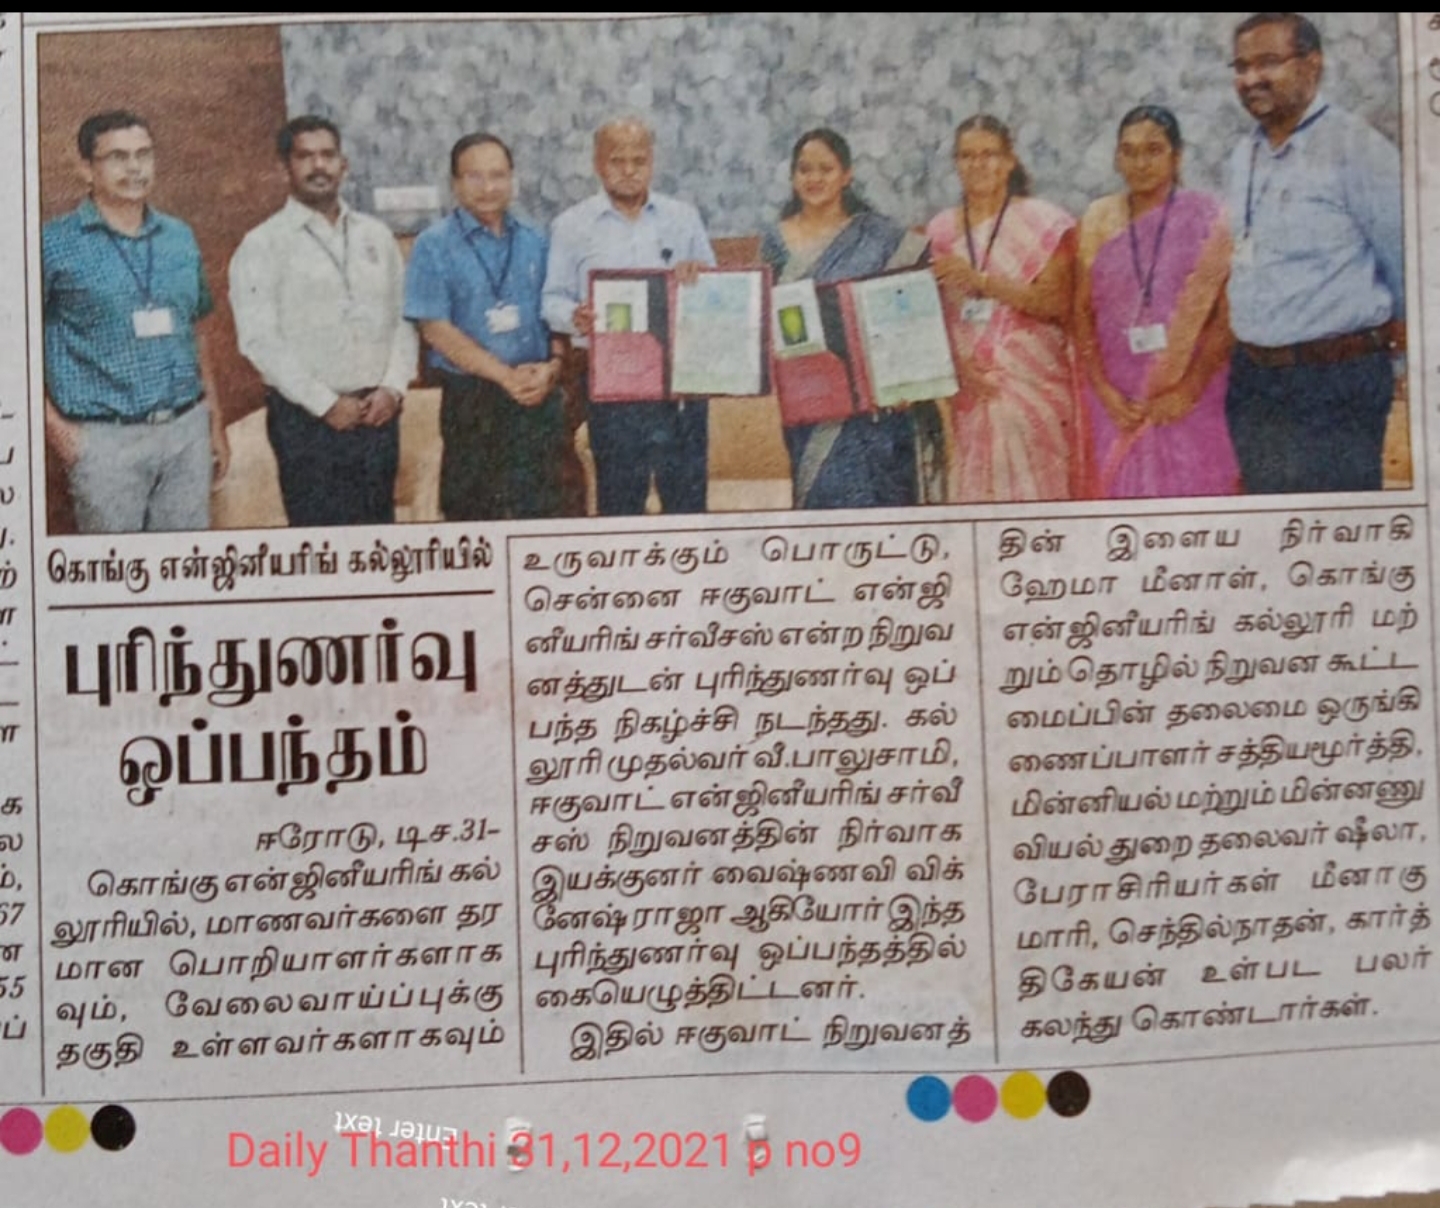 கொங்கு என்ஜினீயரிங் கல்லூரியில்
புரிந்துணர்வு
ஒப்பந்தம்
ஈரோடு, டிச.31-
கொங்கு என்ஜினீயரிங் கல்
லூரியில், மாணவர்களை தர
மான பொறியாளர்களாக
வும், வேலைவாய்ப்புக்கு
தகுதி உள்ளவர்களாகவும்
உருவாக்கும் பொருட்டு,
சென்னை ஈகுவாட் என்ஜி
னீயரிங் சர்வீசஸ் என்ற நிறுவ
னத்துடன் புரிந்துணர்வு ஒப்
பந்த நிகழ்ச்சி நடந்தது. கல்
லூரி முதல்வர் வீ.பாலுசாமி,
ஈகுவாட் என்ஜினீயரிங் சர்வீ
சஸ் நிறுவனத்தின் நிர்வாக
இயக்குனர் வைஷ்ணவி விக்
னேஷ் ராஜா ஆகியோர் இந்த
புரிந்துணர்வு ஒப்பந்தத்தில்
கையெழுத்திட்டனர்.
இதில் ஈகுவாட் நிறுவனத்
தின் இளைய நிர்வாகி
ஹேமா மீனாள், கொங்கு
என்ஜினீயரிங் கல்லூரி மற்
றும் தொழில் நிறுவன கூட்ட
மைப்பின் தலைமை ஒருங்கி
ணைப்பாளர் சத்தியமூர்த்தி,
மின்னியல் மற்றும் மின்னணு
வியல் துறை தலைவர் ஷீலா,
பேராசிரியர்கள் மீனாகு
மாரி, செந்தில்நாதன், கார்த்
திகேயன் உள்பட பலர்
கலந்து கொண்டார்கள்.
Enter text
Daily Thanthi 31,12,2021 p no9